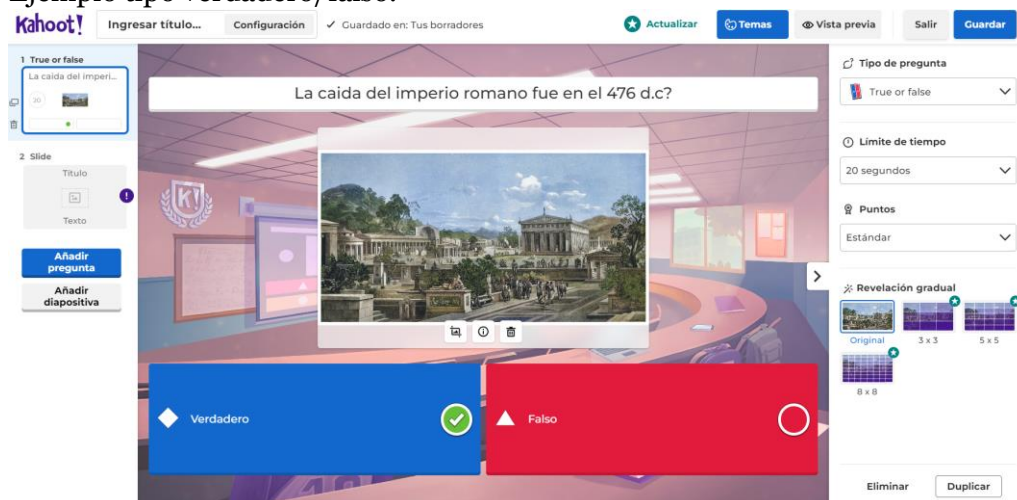 Ejemplo tipo verdadero/falso:
Kahoot! Ingresar título... Configuración ✓ Guardado en: Tus borradores Actualizar Temas Vista previa Salir Guardar
1 True or false
La caída del imperi...
20
2 Slide
Título
Texto
Añadir
pregunta
Añadir
diapositiva
La caida del imperio romano fue en el 476 d.c?
K!
Verdadero
Falso
Tipo de pregunta
True or false
Límite de tiempo
20 segundos
Puntos
Estándar
Revelación gradual
Original 3 x 3 5 x 5
8 x 8
Eliminar Duplicar